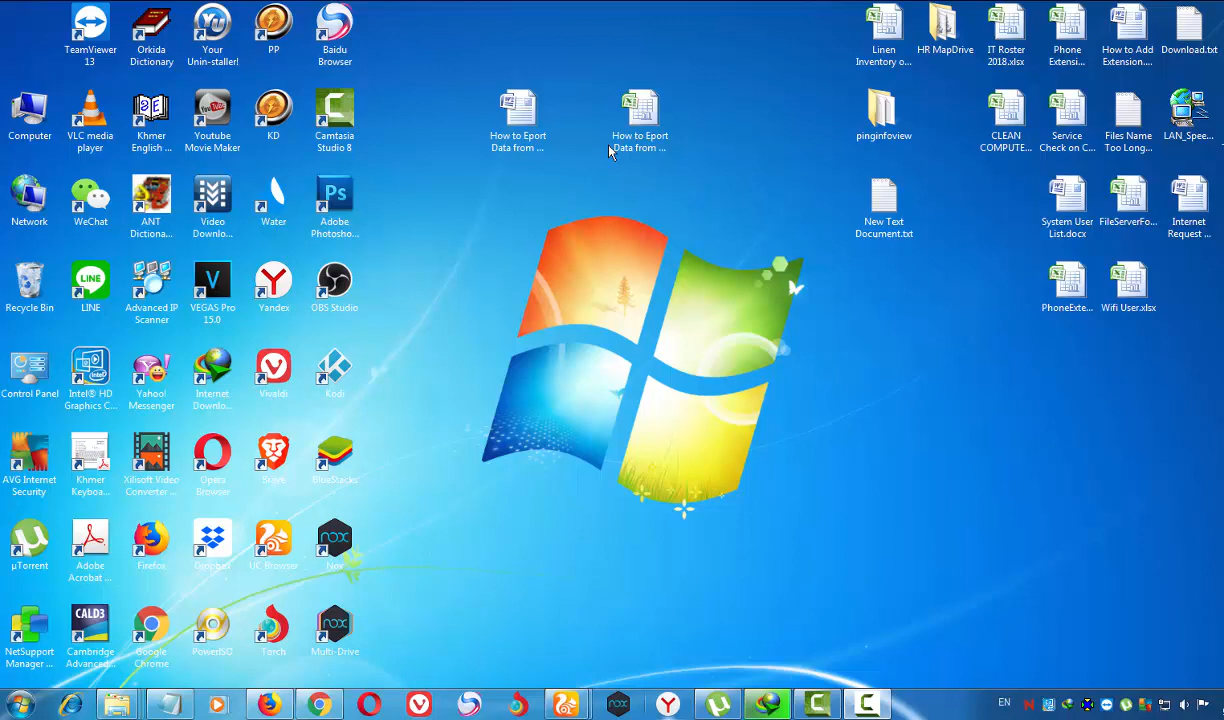 TeamViewer
13
Orkida
Dictionary
Your
Unin-staller!
PP
Baidu
Browser
Linen
Inventory o...
HR MapDrive
IT Roster
2018.xlsx
Phone
Extensi...
How to Add
Extension....
Download.txt
Computer
VLC media
player
Khmer
English ...
Youtube
Movie Maker
KD
Camtasia
Studio 8
How to Eport
Data from ...
How to Eport
Data from ...
pinginfoview
CLEAN
COMPUTE...
Service
Check on C...
Files Name
Too Long...
LAN_Spee...
Network
WeChat
ANT
Dictiona...
Video
Downlo...
Water
Adobe
Photosho...
New Text
Document.txt
System User
List.docx
FileServerFo...
Internet
Request ...
Recycle Bin
LINE
Advanced IP
Scanner
VEGAS Pro
15.0
Yandex
OBS Studio
PhoneExte...
Wifi User.xlsx
Control Panel
Intel® HD
Graphics C...
Yahoo!
Messenger
Internet
Downlo...
Vivaldi
Kodi
AVG Internet
Security
Khmer
Keyboa...
Xilisoft Video
Converter ...
Opera
Browser
Brave
BlueStacks
µTorrent
Adobe
Acrobat ...
Firefox
Dropbox
UC Browser
Nox
NetSupport
Manager ...
CALD3
Cambridge
Advanced...
Google
Chrome
PowerISO
Torch
Multi-Drive
EN